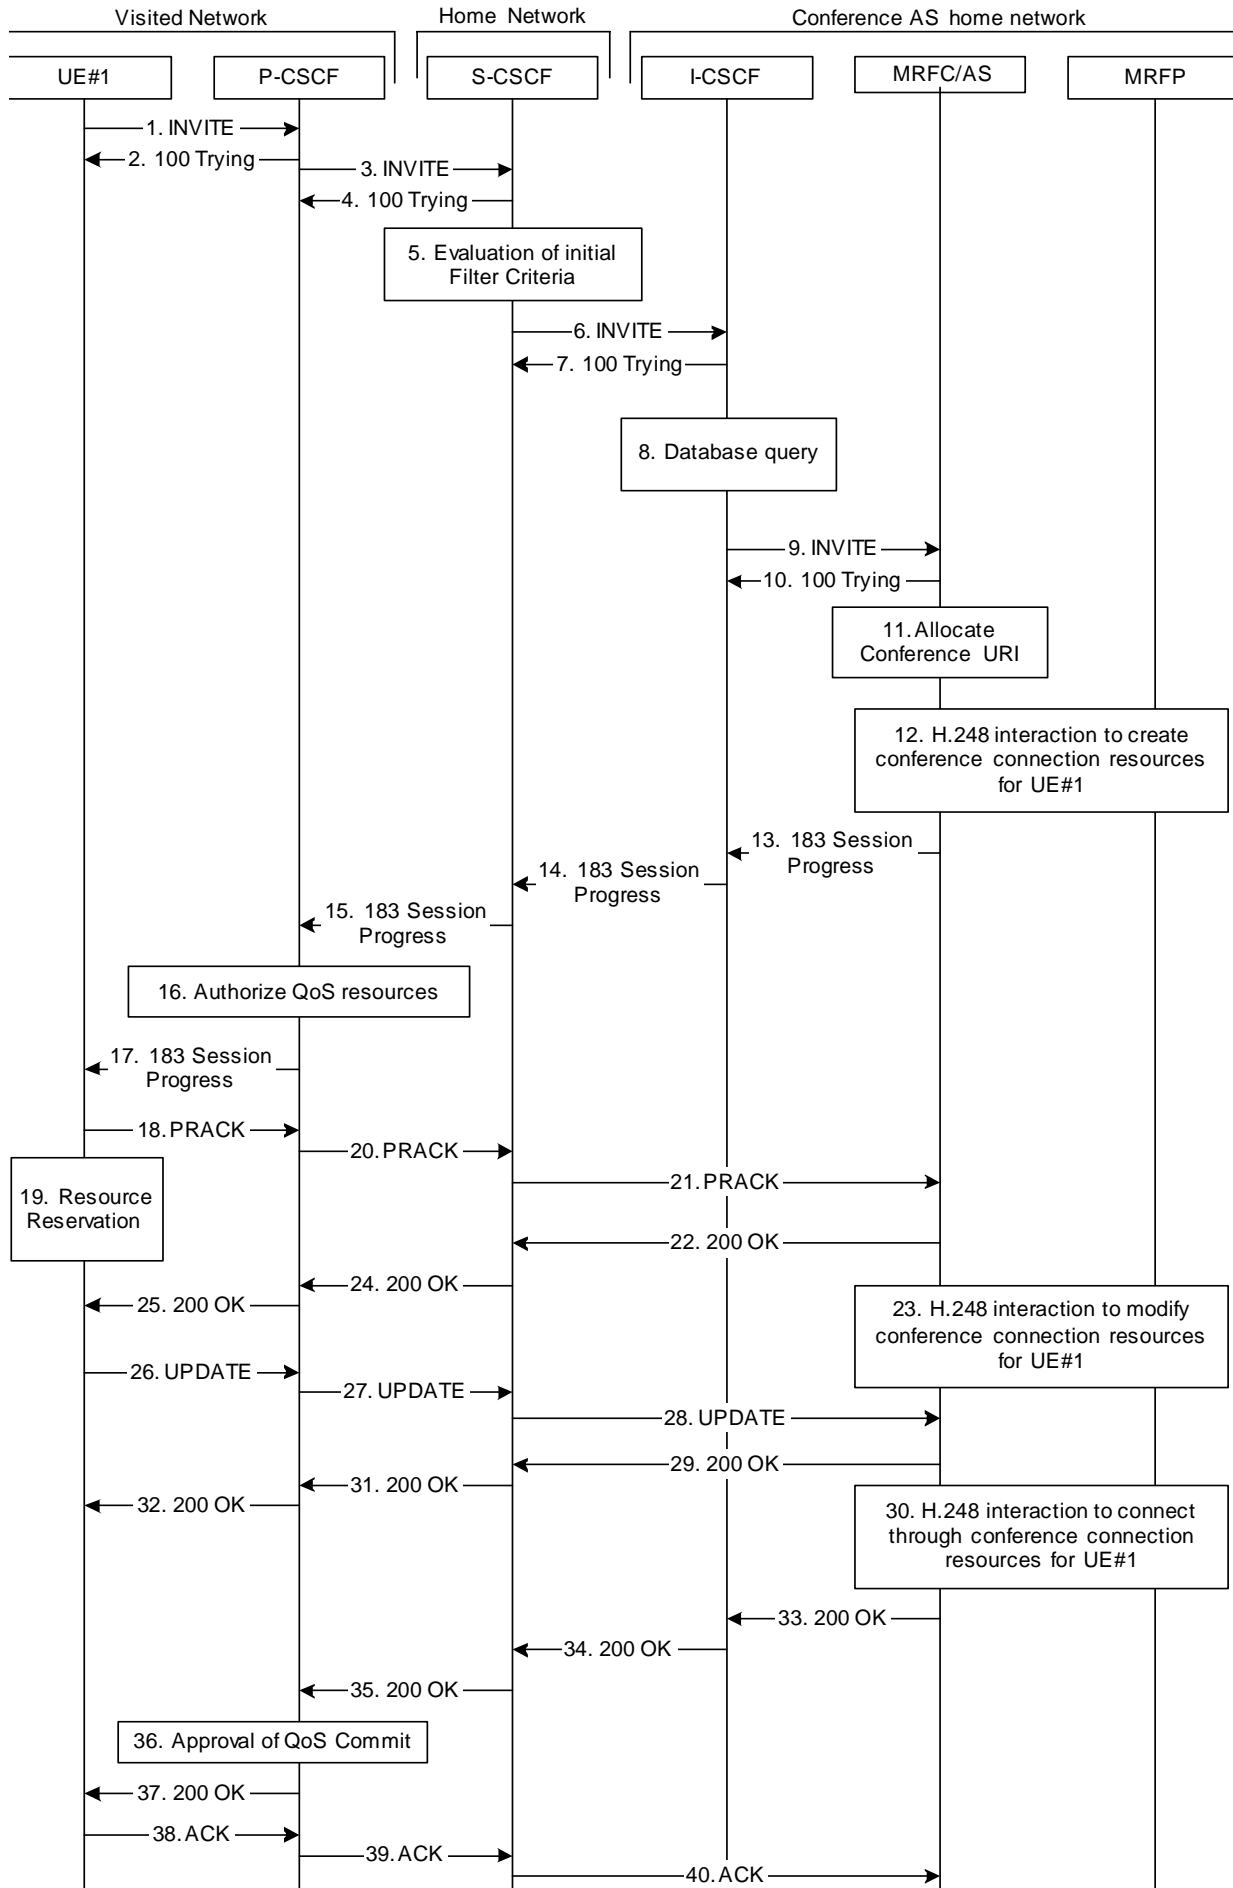 Visited Network
Home Network
Conference AS home network
UE#1
P-CSCF
S-CSCF
I-CSCF
MRFC/AS
MRFP
1. INVITE
2. 100 Trying
3. INVITE
4. 100 Trying
5. Evaluation of initial
Filter Criteria
6. INVITE
7. 100 Trying
8. Database query
9. INVITE
10. 100 Trying
11. Allocate
Conference URI
12. H.248 interaction to create
conference connection resources
for UE#1
13. 183 Session
Progress
14. 183 Session
Progress
15. 183 Session
Progress
16. Authorize QoS resources
17. 183 Session
Progress
18. PRACK
20. PRACK
19. Resource
Reservation
21. PRACK
22. 200 OK
24. 200 OK
25. 200 OK
23. H.248 interaction to modify
conference connection resources
for UE#1
26. UPDATE
27. UPDATE
28. UPDATE
29. 200 OK
31. 200 OK
32. 200 OK
30. H.248 interaction to connect
through conference connection
resources for UE#1
33. 200 OK
34. 200 OK
35. 200 OK
36. Approval of QoS Commit
37. 200 OK
38. ACK
39. ACK
40. ACK